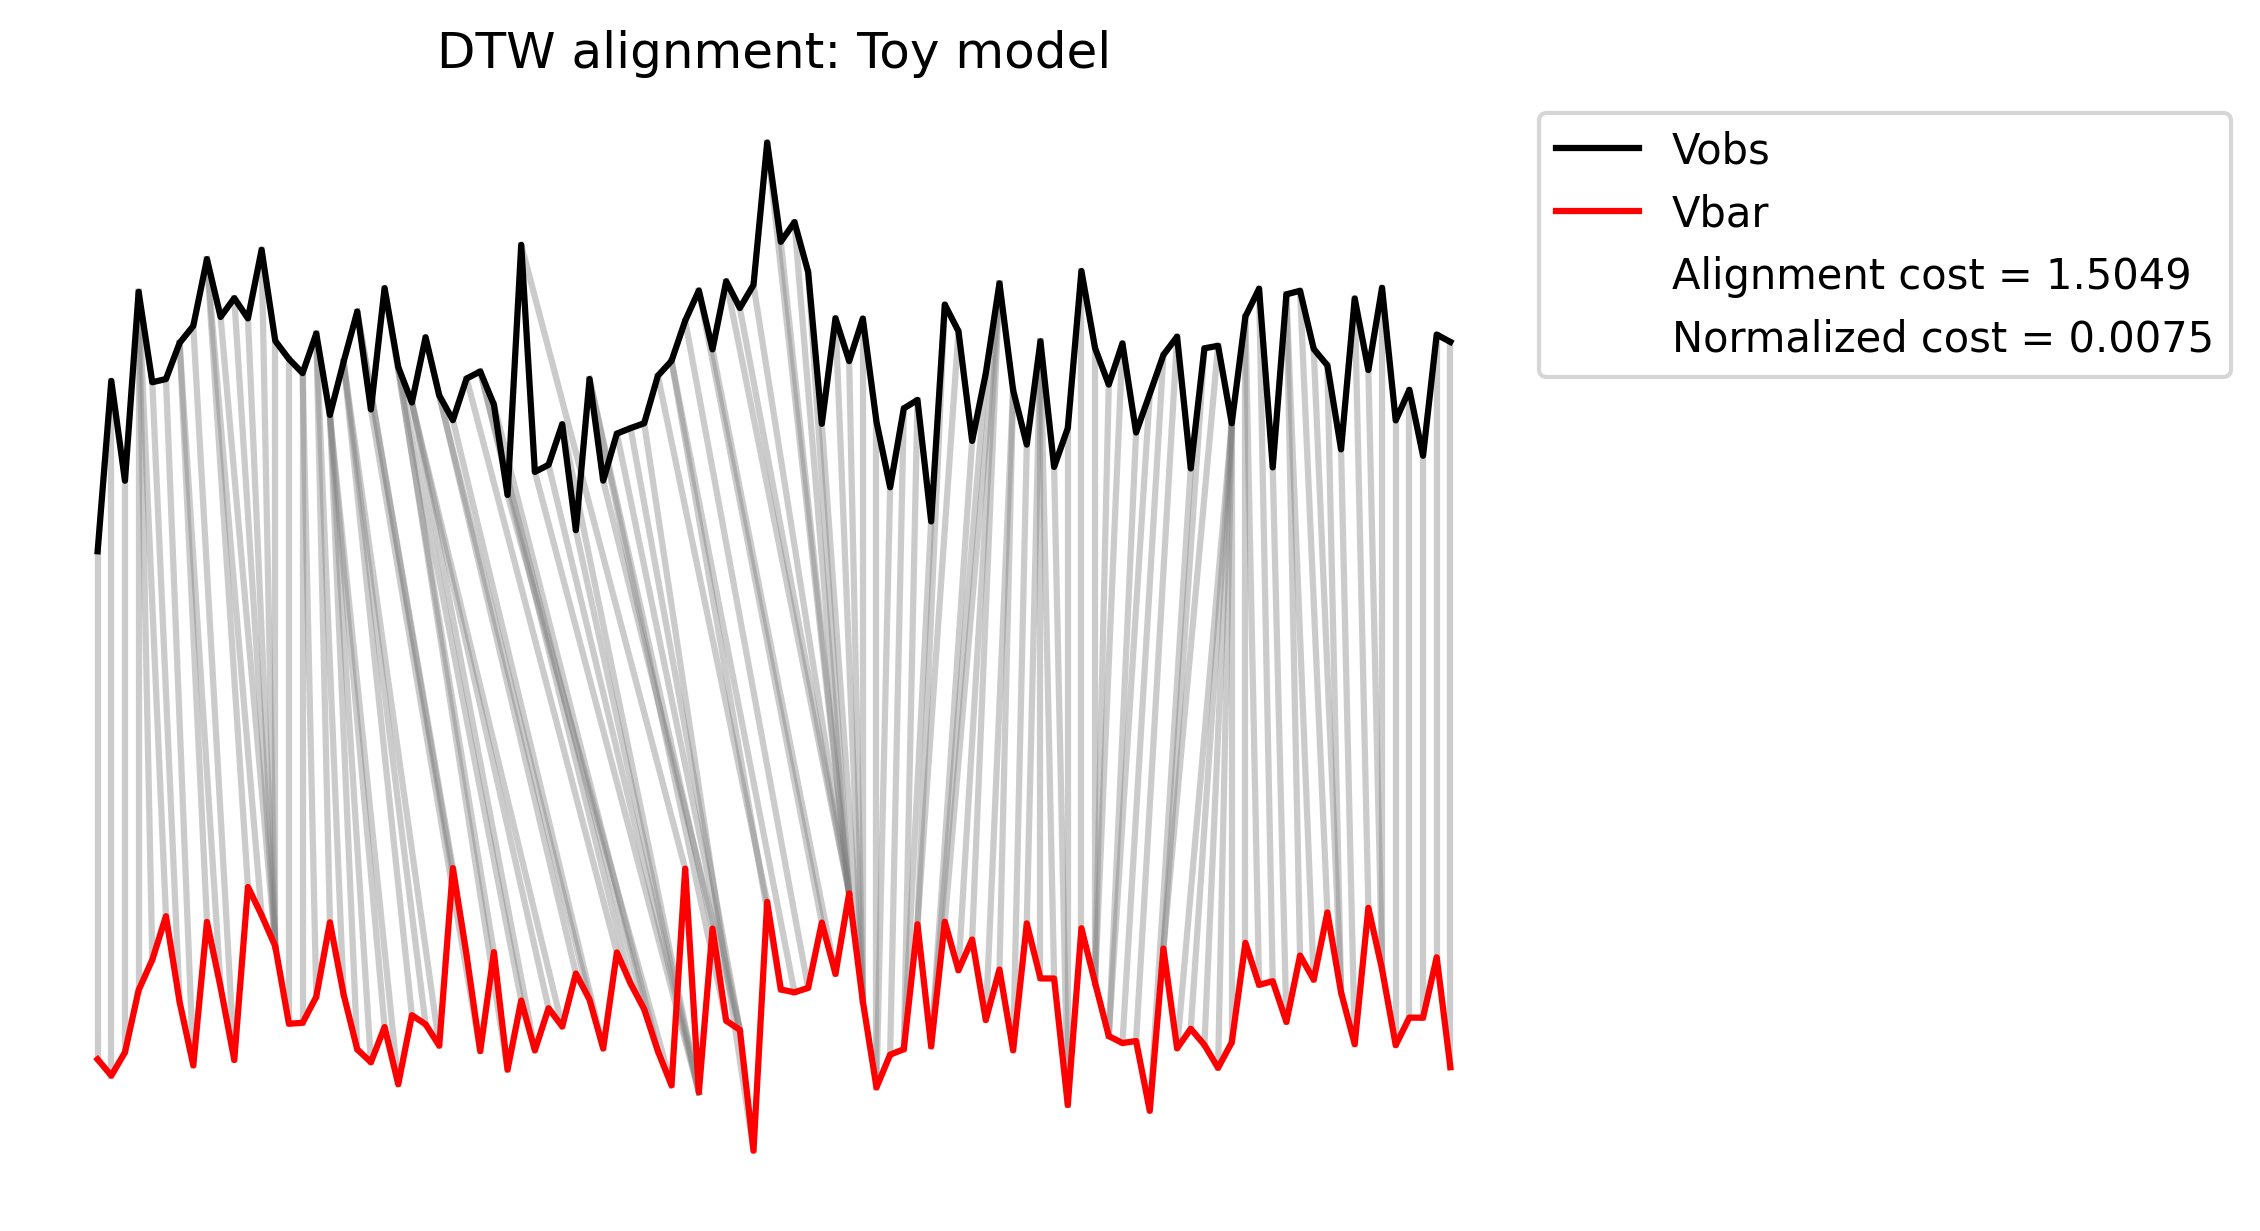 DTW alignment: Toy model
Vobs
Vbar
Alignment cost = 1.5049
Normalized cost = 0.0075